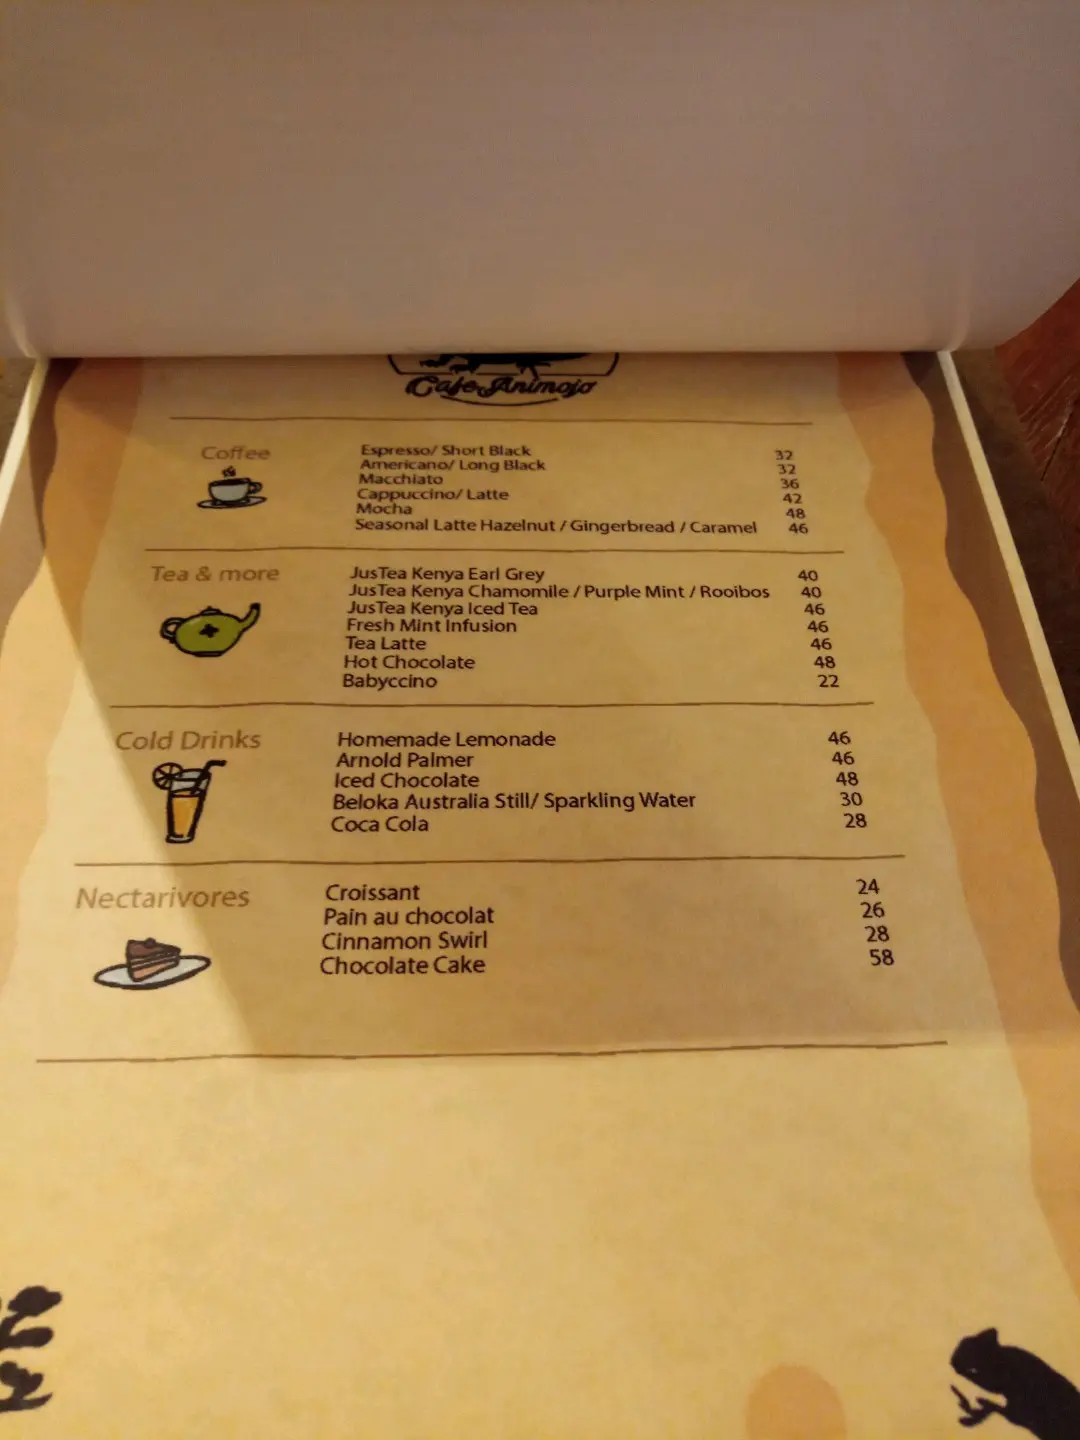 Cafe Animojo
Coffee
Espresso/ Short Black 32
Americano/ Long Black 32
Macchiato 36
Cappuccino/ Latte 42
Mocha 48
Seasonal Latte Hazelnut / Gingerbread / Caramel 46
Tea & more
JusTea Kenya Earl Grey 40
JusTea Kenya Chamomile / Purple Mint / Rooibos 40
JusTea Kenya Iced Tea 46
Fresh Mint Infusion 46
Tea Latte 46
Hot Chocolate 48
Babyccino 22
Cold Drinks
Homemade Lemonade 46
Arnold Palmer 46
Iced Chocolate 48
Beloka Australia Still/ Sparkling Water 30
Coca Cola 28
Nectarivores
Croissant 24
Pain au chocolat 26
Cinnamon Swirl 28
Chocolate Cake 58